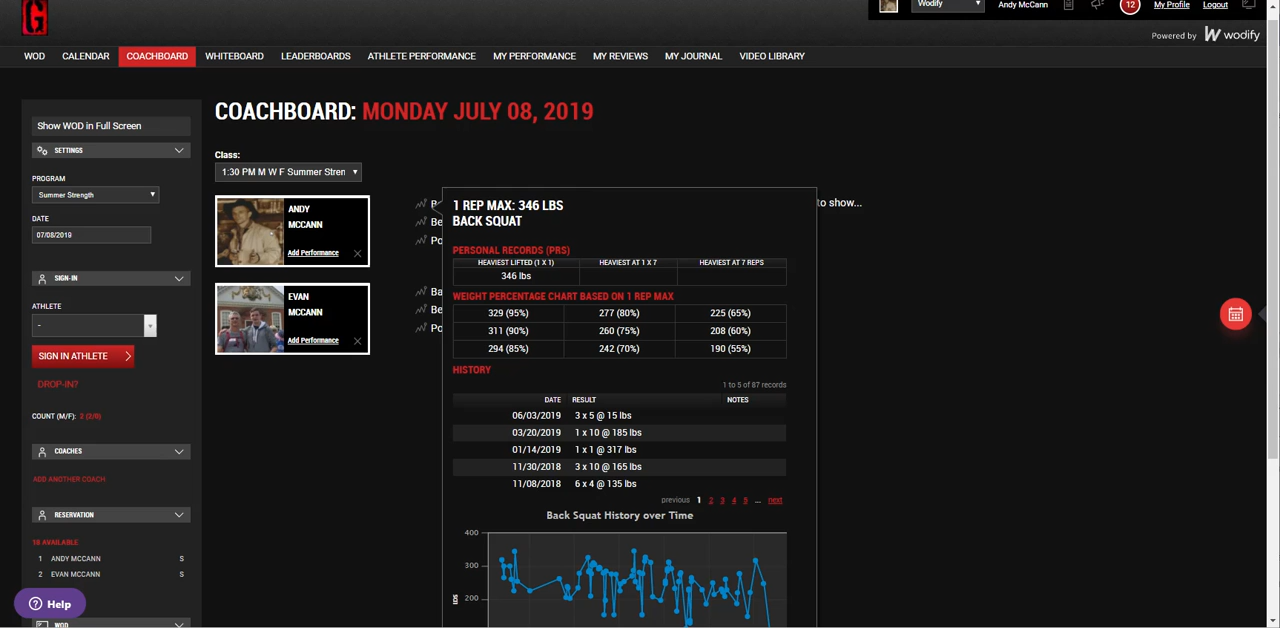 G
Wodify
Andy McCann
12
My Profile
Logout
Powered by wodify
WOD CALENDAR COACHBOARD WHITEBOARD LEADERBOARDS ATHLETE PERFORMANCE MY PERFORMANCE MY REVIEWS MY JOURNAL VIDEO LIBRARY
Show WOD in Full Screen
SETTINGS
PROGRAM
Summer Strength
DATE
07/08/2019
SIGN-IN
ATHLETE
-
SIGN IN ATHLETE
DROP-IN?
COUNT (M/F): 2 (2/0)
COACHES
ADD ANOTHER COACH
RESERVATION
18 AVAILABLE
1 ANDY MCCANN S
2 EVAN MCCANN S
Help
WOD
COACHBOARD: MONDAY JULY 08, 2019
Class:
1:30 PM M W F Summer Stren
ANDY
MCCANN
Add Performance
EVAN
MCCANN
Add Performance
Be
Po
Ba
Be
Po
to show...
1 REP MAX: 346 LBS
BACK SQUAT
PERSONAL RECORDS (PRS)
HEAVIEST LIFTED (1 X 1) HEAVIEST AT 1 X 7 HEAVIEST AT 7 REPS
346 lbs
WEIGHT PERCENTAGE CHART BASED ON 1 REP MAX
329 (95%) 277 (80%) 225 (65%)
311 (90%) 260 (75%) 208 (60%)
294 (85%) 242 (70%) 190 (55%)
HISTORY
1 to 5 of 87 records
DATE RESULT NOTES
06/03/2019 3 x 5 @ 15 lbs
03/20/2019 1 x 10 @ 185 lbs
01/14/2019 1 x 1 @ 317 lbs
11/30/2018 3 x 10 @ 165 lbs
11/08/2018 6 x 4 @ 135 lbs
previous 1 2 3 4 5 ... next
Back Squat History over Time
400
300
200
lbs